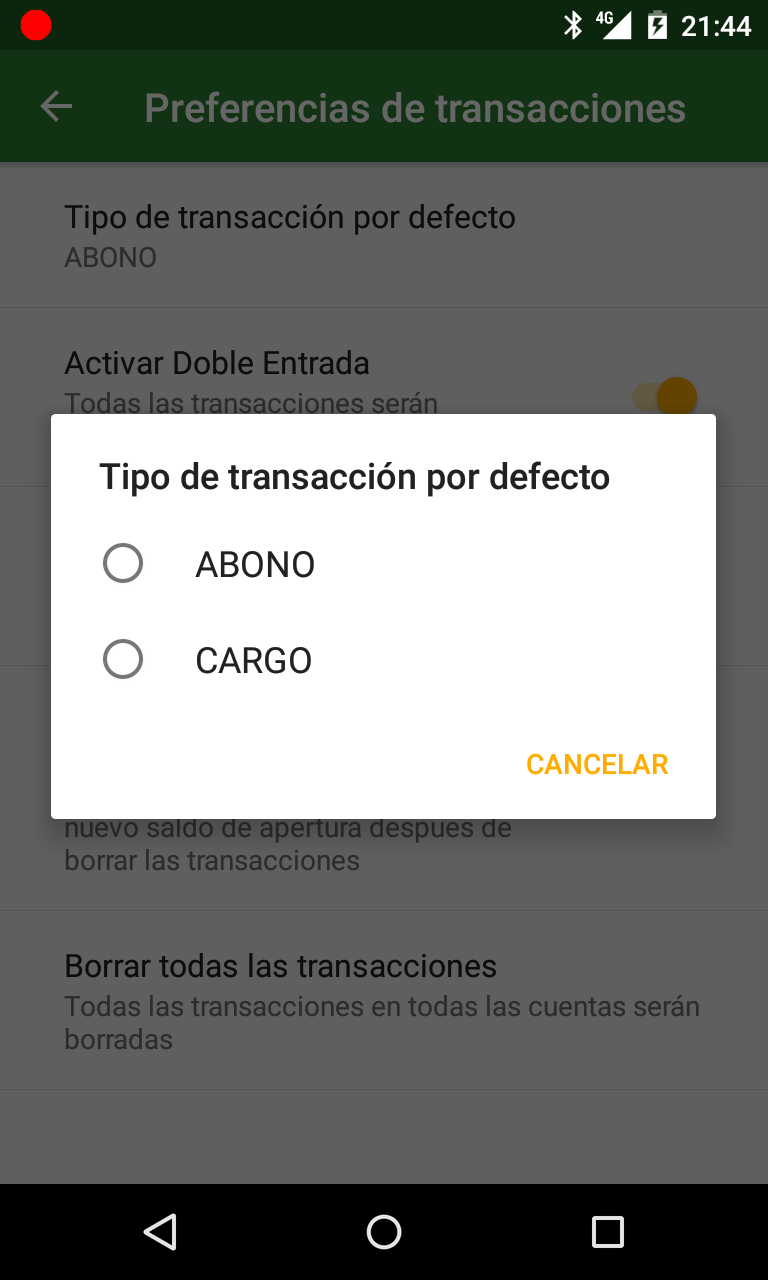 4G 21:44
Preferencias de transacciones
Tipo de transacción por defecto
ABONO
Activar Doble Entrada
Todas las transacciones serán
Tipo de transacción por defecto
ABONO
CARGO
CANCELAR
nuevo saldo de apertura después de
borrar las transacciones
Borrar todas las transacciones
Todas las transacciones en todas las cuentas serán
borradas